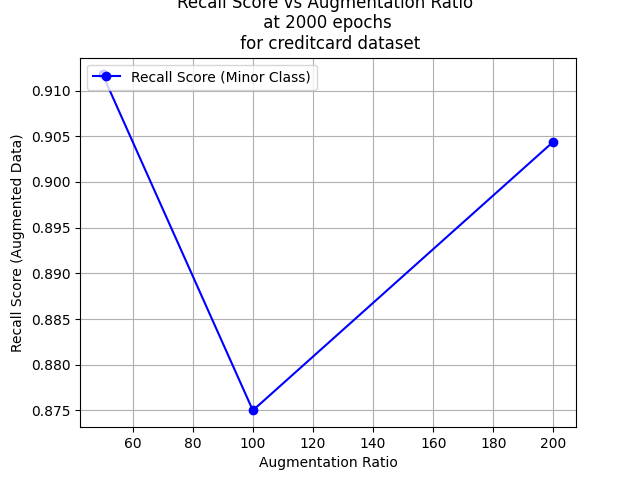 Recall Score vs Augmentation Ratio
at 2000 epochs
for creditcard dataset
Recall Score (Minor Class)
Recall Score (Augmented Data)
0.910
0.905
0.900
0.895
0.890
0.885
0.880
0.875
60 80 100 120 140 160 180 200
Augmentation Ratio